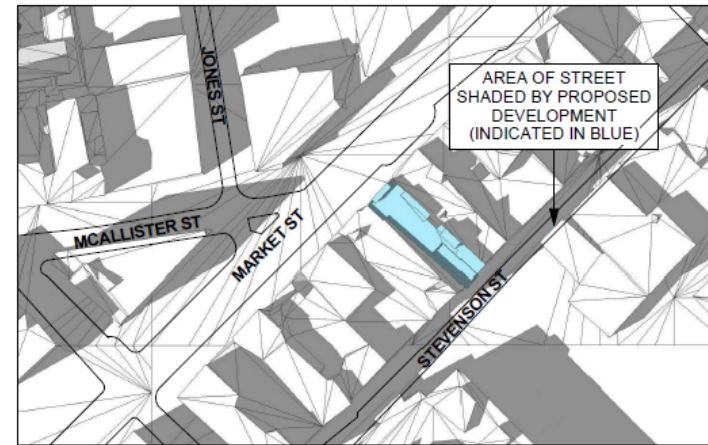 JONES ST
AREA OF STREET
SHADED BY PROPOSED
DEVELOPMENT
(INDICATED IN BLUE)
MCALLISTER ST
MARKET ST
STEVENSON ST